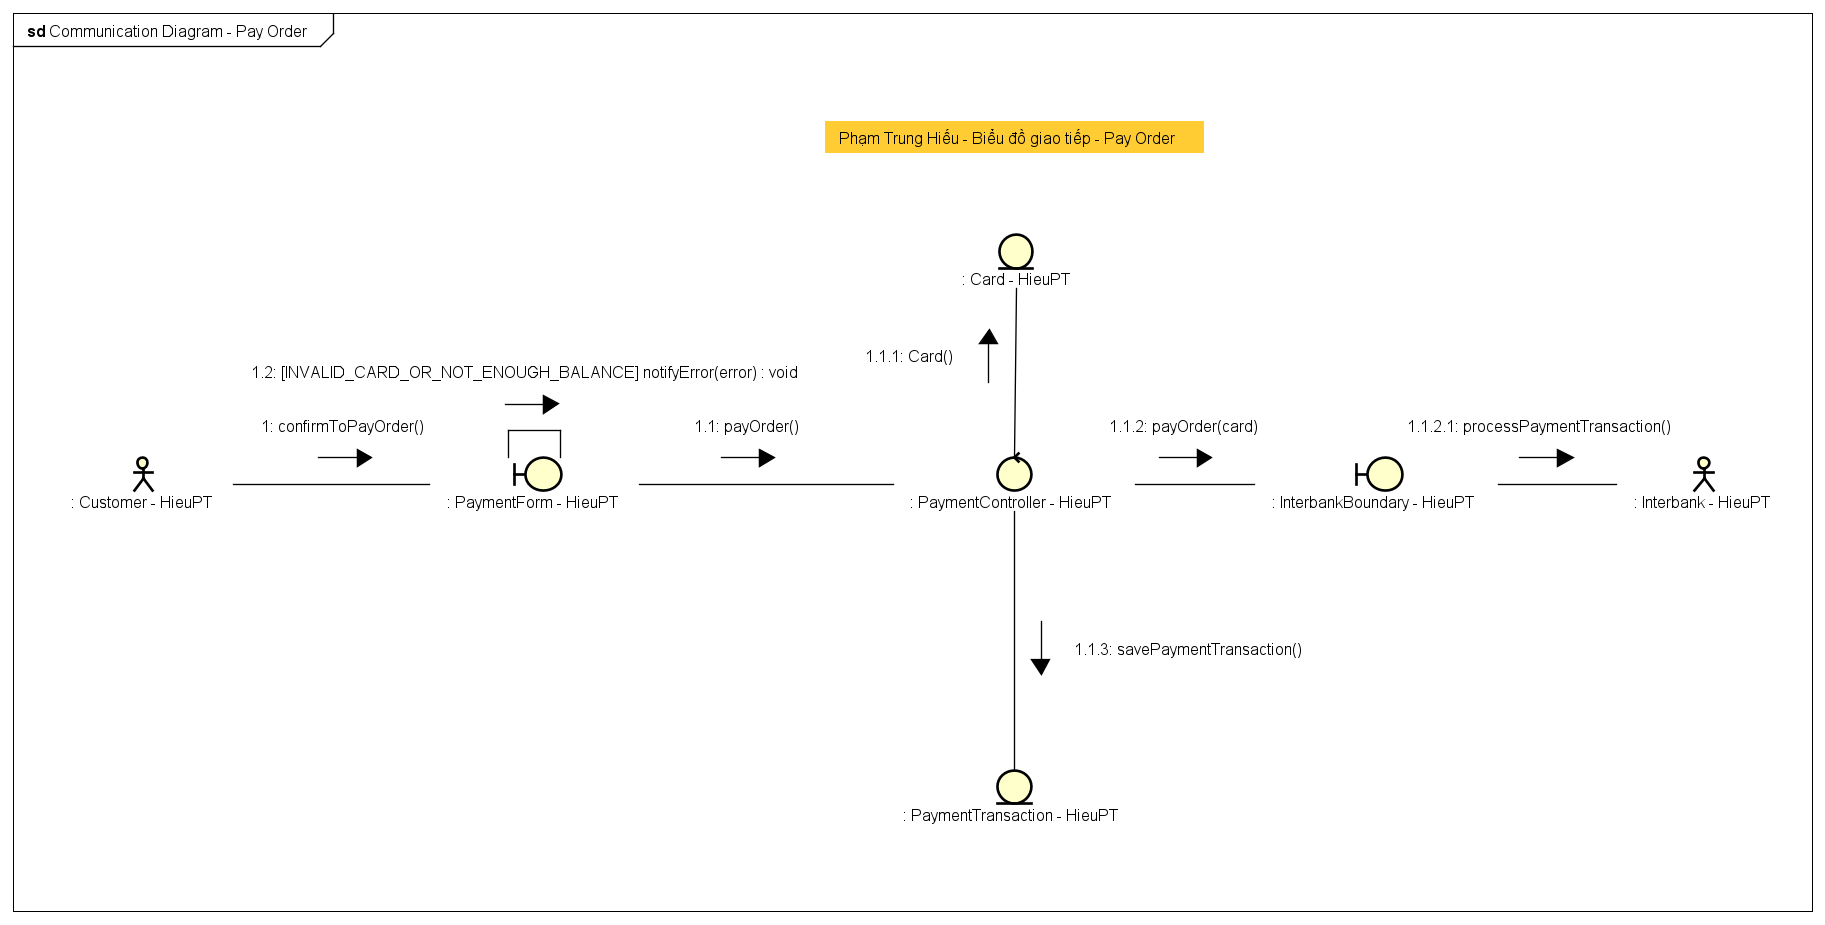 sd Communication Diagram - Pay Order
Phạm Trung Hiếu - Biểu đồ giao tiếp - Pay Order
: Card - HieuPT
1.1.1: Card()
1.2: [INVALID_CARD_OR_NOT_ENOUGH_BALANCE] notifyError(error) : void
1: confirmToPayOrder()
1.1: payOrder()
1.1.2: payOrder(card)
1.1.2.1: processPaymentTransaction()
: Customer - HieuPT
: PaymentForm - HieuPT
: PaymentController - HieuPT
: InterbankBoundary - HieuPT
: Interbank - HieuPT
1.1.3: savePaymentTransaction()
: PaymentTransaction - HieuPT